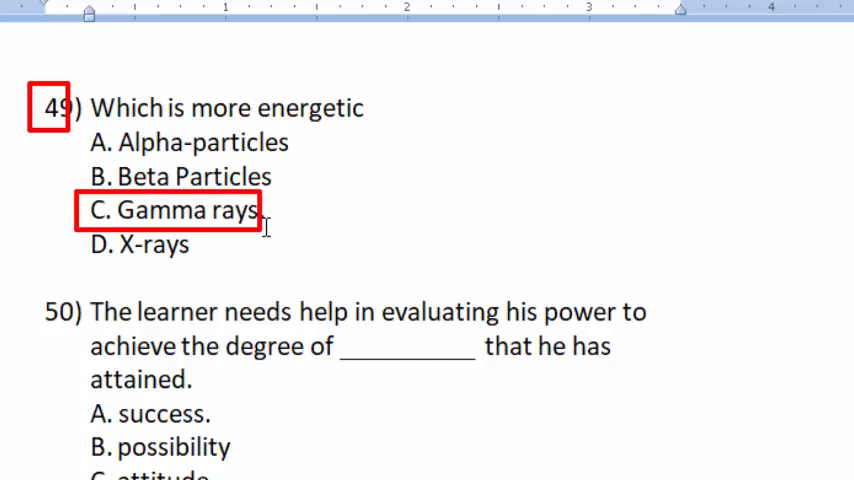 1 2 3 4
49) Which is more energetic
A. Alpha-particles
B. Beta Particles
C. Gamma rays.
D. X-rays
50) The learner needs help in evaluating his power to
achieve the degree of __________ that he has
attained.
A. success.
B. possibility
C. attitude